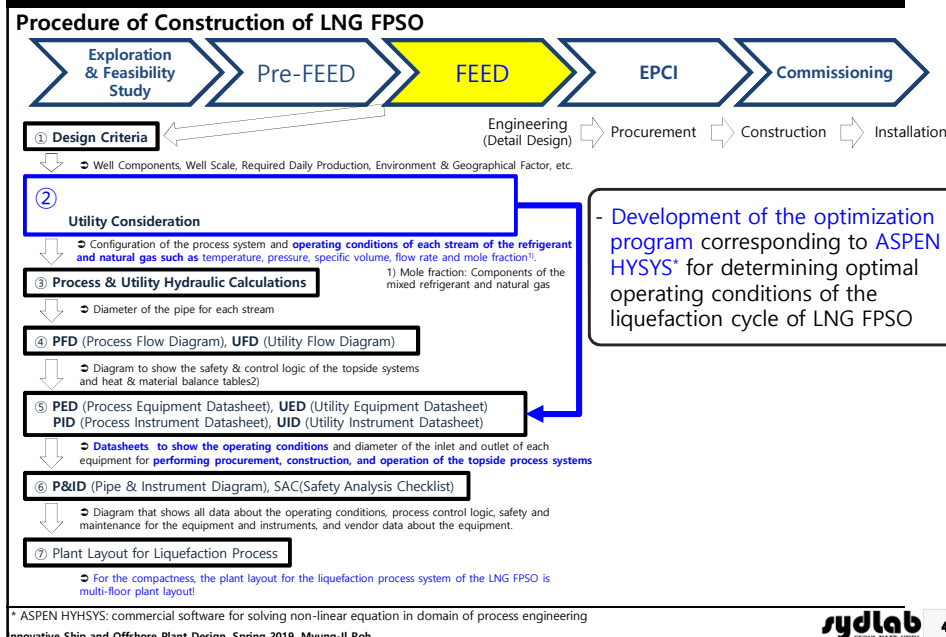 Procedure of Construction of LNG FPSO
Exploration
& Feasibility
Study
Pre-FEED
FEED
EPCI
Commissioning
Engineering
(Detail Design)
Procurement
Construction
Installation
① Design Criteria
➲ Well Components, Well Scale, Required Daily Production, Environment & Geographical Factor, etc.
②
Utility Consideration
➲ Configuration of the process system and operating conditions of each stream of the refrigerant
and natural gas such as temperature, pressure, specific volume, flow rate and mole fraction1).
1) Mole fraction: Components of the
mixed refrigerant and natural gas
③ Process & Utility Hydraulic Calculations
➲ Diameter of the pipe for each stream
④ PFD (Process Flow Diagram), UFD (Utility Flow Diagram)
➲ Diagram to show the safety & control logic of the topside systems
and heat & material balance tables2)
⑤ PED (Process Equipment Datasheet), UED (Utility Equipment Datasheet)
PID (Process Instrument Datasheet), UID (Utility Instrument Datasheet)
➲ Datasheets to show the operating conditions and diameter of the inlet and outlet of each
equipment for performing procurement, construction, and operation of the topside process systems
⑥ P&ID (Pipe & Instrument Diagram), SAC(Safety Analysis Checklist)
➲ Diagram that shows all data about the operating conditions, process control logic, safety and
maintenance for the equipment and instruments, and vendor data about the equipment.
⑦ Plant Layout for Liquefaction Process
➲ For the compactness, the plant layout for the liquefaction process system of the LNG FPSO is
multi-floor plant layout!
- Development of the optimization
program corresponding to ASPEN
HYSYS* for determining optimal
operating conditions of the
liquefaction cycle of LNG FPSO
* ASPEN HYHSYS: commercial software for solving non-linear equation in domain of process engineering
sydlab
4